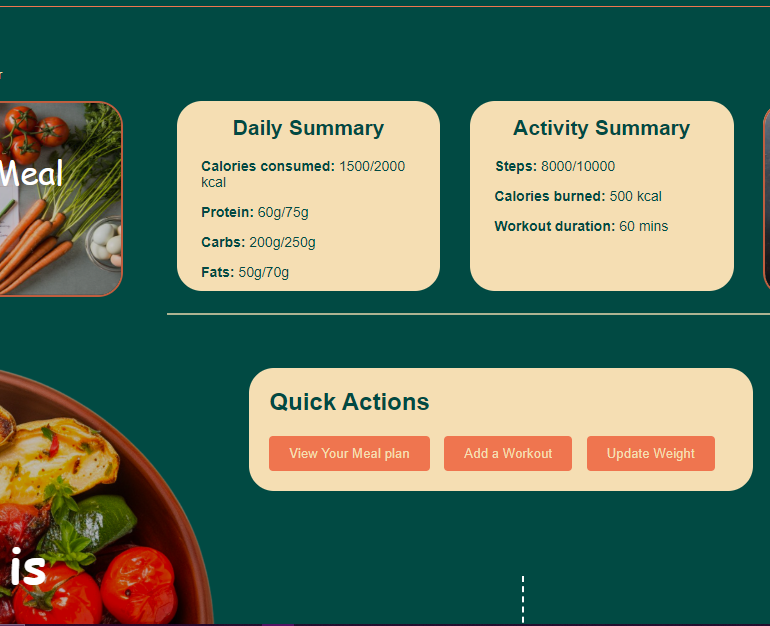 Meal
Daily Summary
Calories consumed: 1500/2000
kcal
Protein: 60g/75g
Carbs: 200g/250g
Fats: 50g/70g
Activity Summary
Steps: 8000/10000
Calories burned: 500 kcal
Workout duration: 60 mins
Quick Actions
View Your Meal plan
Add a Workout
Update Weight
is